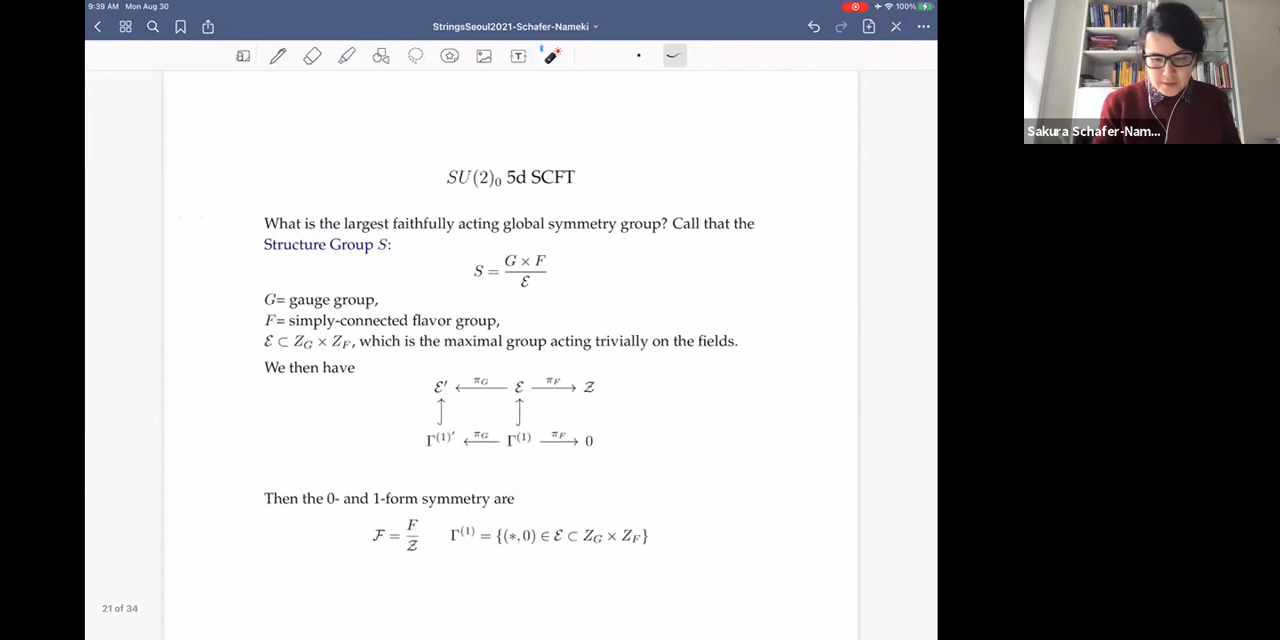 9:39 AM Mon Aug 30
100%
StringsSeoul2021-Schafer-Nameki
SU(2)₀ 5d SCFT
What is the largest faithfully acting global symmetry group? Call that the
Structure Group S:
S = \frac{G × F}{ℰ}
G= gauge group,
F= simply-connected flavor group,
ℰ ⊂ Z_G × Z_F, which is the maximal group acting trivially on the fields.
We then have
ℰ′ ←^{π_G} ℰ →^{π_F} 𝒵
Γ^{(1)′} ←^{π_G} Γ^{(1)} →^{π_F} 0
Then the 0- and 1-form symmetry are
ℱ = \frac{F}{𝒵} Γ^{(1)} = {(*, 0) ∈ ℰ ⊂ Z_G × Z_F}
21 of 34
Sakura Schafer-Nam...